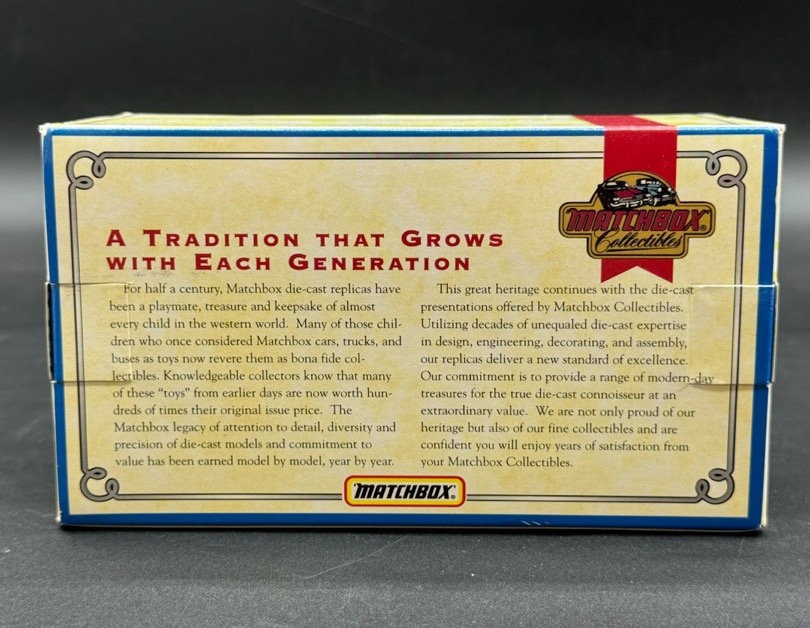 MATCHBOX®
Collectibles
A TRADITION THAT GROWS
WITH EACH GENERATION
For half a century, Matchbox die-cast replicas have
been a playmate, treasure and keepsake of almost
every child in the western world. Many of those chil-
dren who once considered Matchbox cars, trucks, and
buses as toys now revere them as bona fide col-
lectibles. Knowledgeable collectors know that many
of these “toys” from earlier days are now worth hun-
dreds of times their original issue price. The
Matchbox legacy of attention to detail, diversity and
precision of die-cast models and commitment to
value has been earned model by model, year by year.
This great heritage continues with the die-cast
presentations offered by Matchbox Collectibles.
Utilizing decades of unequaled die-cast expertise
in design, engineering, decorating, and assembly,
our replicas deliver a new standard of excellence.
Our commitment is to provide a range of modern-day
treasures for the true die-cast connoisseur at an
extraordinary value. We are not only proud of our
heritage but also of our fine collectibles and are
confident you will enjoy years of satisfaction from
your Matchbox Collectibles.
"MATCHBOX"®